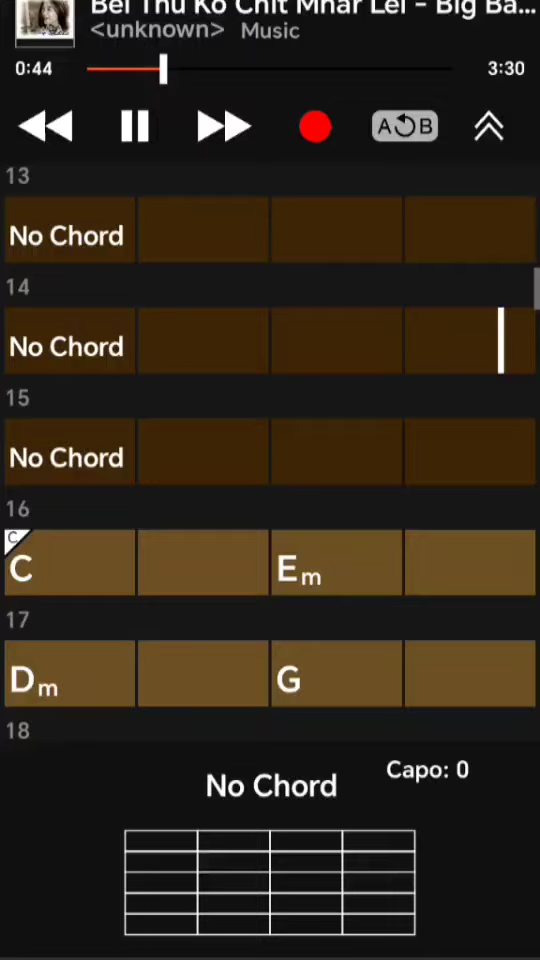 Bei Thu Ko Chit Mhar Lei - Big Ba...
<unknown> Music
0:44 3:30
A B
13
No Chord
14
No Chord
15
No Chord
16
C
C Em
17
Dm G
18
Capo: 0
No Chord